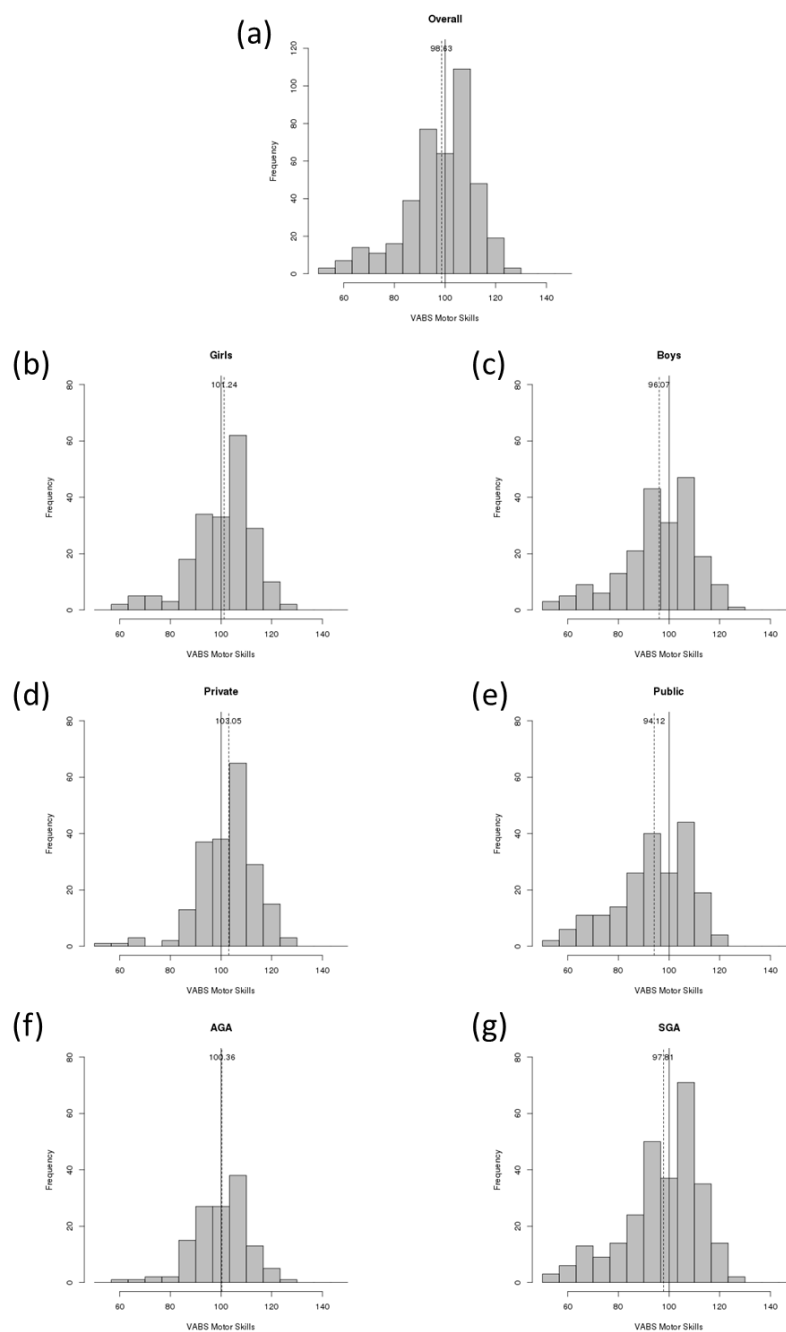 (a)
Overall
98.63
Frequency
0 20 40 60 80 100 120
60 80 100 120 140
VABS Motor Skills
(b)
Girls
101.24
Frequency
0 20 40 60 80
60 80 100 120 140
VABS Motor Skills
(c)
Boys
96.07
Frequency
0 20 40 60 80
60 80 100 120 140
VABS Motor Skills
(d)
Private
103.05
Frequency
0 20 40 60 80
60 80 100 120 140
VABS Motor Skills
(e)
Public
94.12
Frequency
0 20 40 60 80
60 80 100 120 140
VABS Motor Skills
(f)
AGA
100.36
Frequency
0 20 40 60 80
60 80 100 120 140
VABS Motor Skills
(g)
SGA
97.81
Frequency
0 20 40 60 80
60 80 100 120 140
VABS Motor Skills